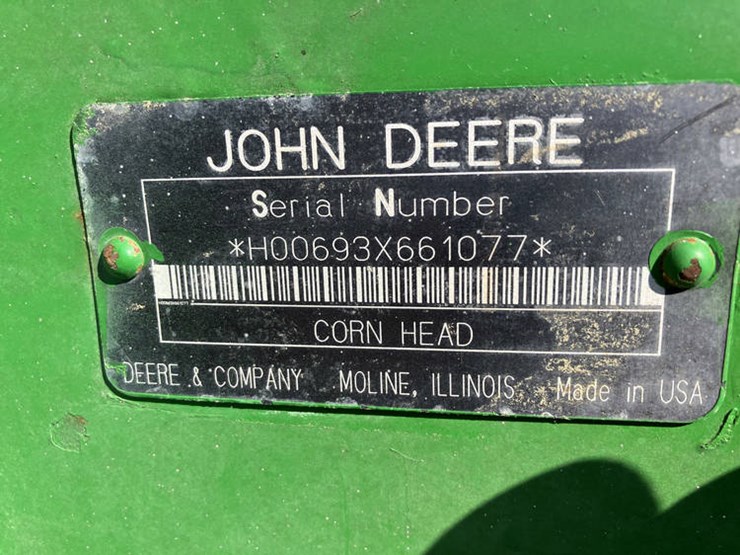 JOHN DEERE
Serial Number
*H00693X661077*
CORN HEAD
DEERE & COMPANY MOLINE, ILLINOIS Made in USA